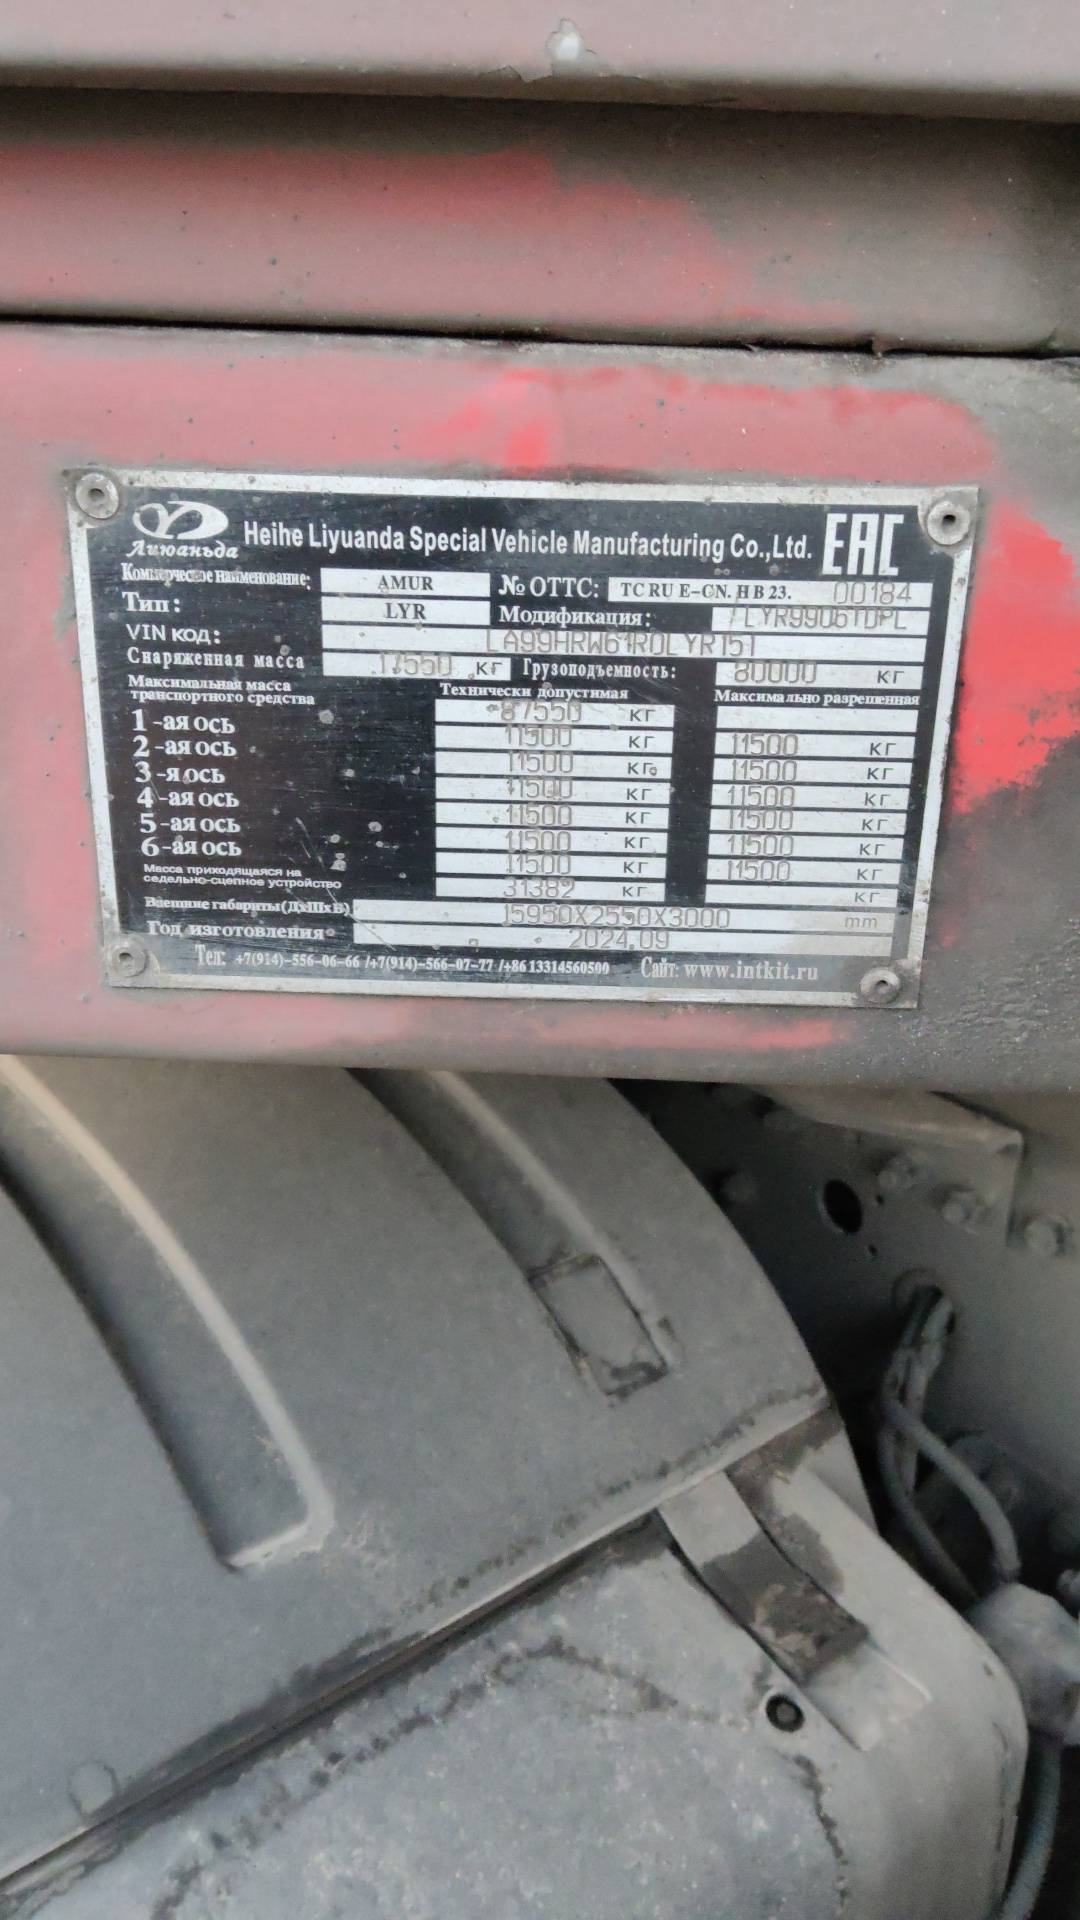 Лиюаньда Heihe Liyuanda Special Vehicle Manufacturing Co.,Ltd. EAC
Коммерческое наименование: AMUR № ОТТС: TC RU E-CN. HB23. 00184
Тип: LYR Модификация: LYR9906TDPL
VIN код: LA99HRW61R0LYR151
Снаряженная масса 17550 кг Грузоподъемность: 80000 кг
Технически допустимая Максимально разрешенная
Максимальная масса транспортного средства 87550 кг
1-ая ось 11500 кг 11500 кг
2-ая ось 11500 кг 11500 кг
3-я ось 11500 кг 11500 кг
4-ая ось 11500 кг 11500 кг
5-ая ось 11500 кг 11500 кг
6-ая ось 11500 кг 11500 кг
Масса приходящаяся на седельно-сцепное устройство 31382 кг кг
Внешние габариты(ДхШхВ) 15950X2550X3000 mm
Год изготовления 2024.09
Тел: +7(914)-556-06-66 /+7(914)-566-07-77 /+86 13314560500 Сайт: www.intkit.ru